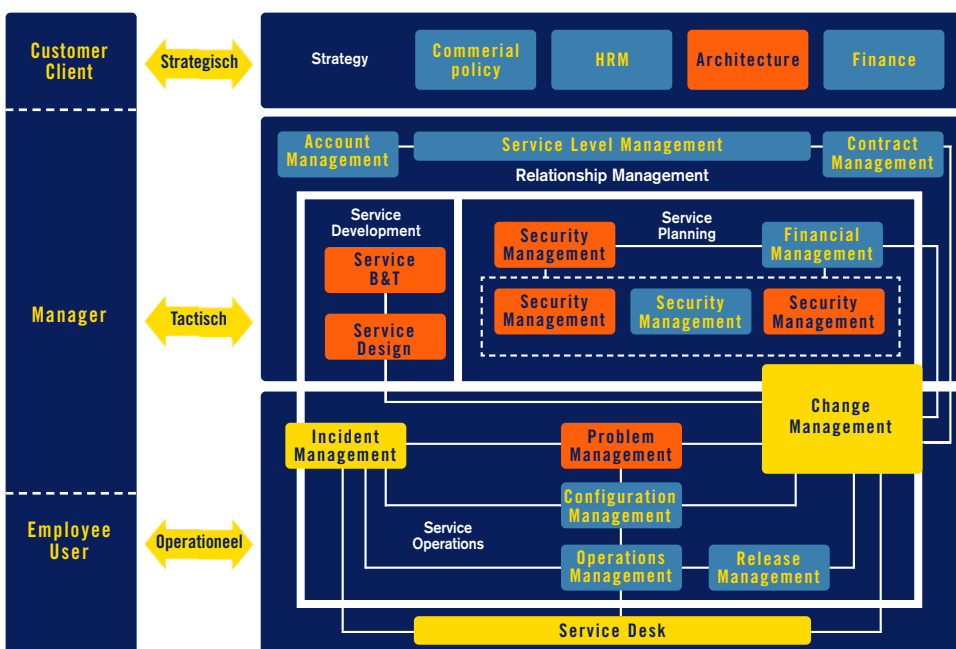 Customer
Client
Strategisch
Strategy
Commerial
policy
HRM
Architecture
Finance
Account
Management
Service Level Management
Contract
Management
Relationship Management
Manager
Tactisch
Service
Development
Service
B&T
Service
Design
Security
Management
Service
Planning
Financial
Management
Security
Management
Security
Management
Security
Management
Change
Management
Incident
Management
Problem
Management
Configuration
Management
Employee
User
Operationeel
Service
Operations
Operations
Management
Release
Management
Service Desk